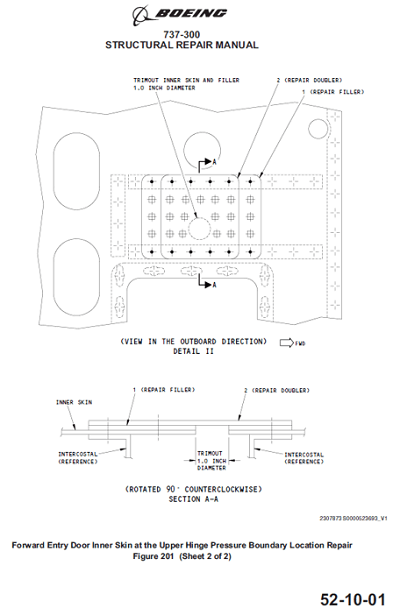 BOEING
737-300
STRUCTURAL REPAIR MANUAL
TRIMOUT INNER SKIN AND FILLER
1.0 INCH DIAMETER
2 (REPAIR DOUBLER)
1 (REPAIR FILLER)
A
A
(VIEW IN THE OUTBOARD DIRECTION)
FWD
DETAIL II
1 (REPAIR FILLER)
2 (REPAIR DOUBLER)
INNER SKIN
INTERCOSTAL
(REFERENCE)
TRIMOUT
1.0 INCH
DIAMETER
INTERCOSTAL
(REFERENCE)
(ROTATED 90° COUNTERCLOCKWISE)
SECTION A-A
2307873 S0000523693_V1
Forward Entry Door Inner Skin at the Upper Hinge Pressure Boundary Location Repair
Figure 201 (Sheet 2 of 2)
52-10-01